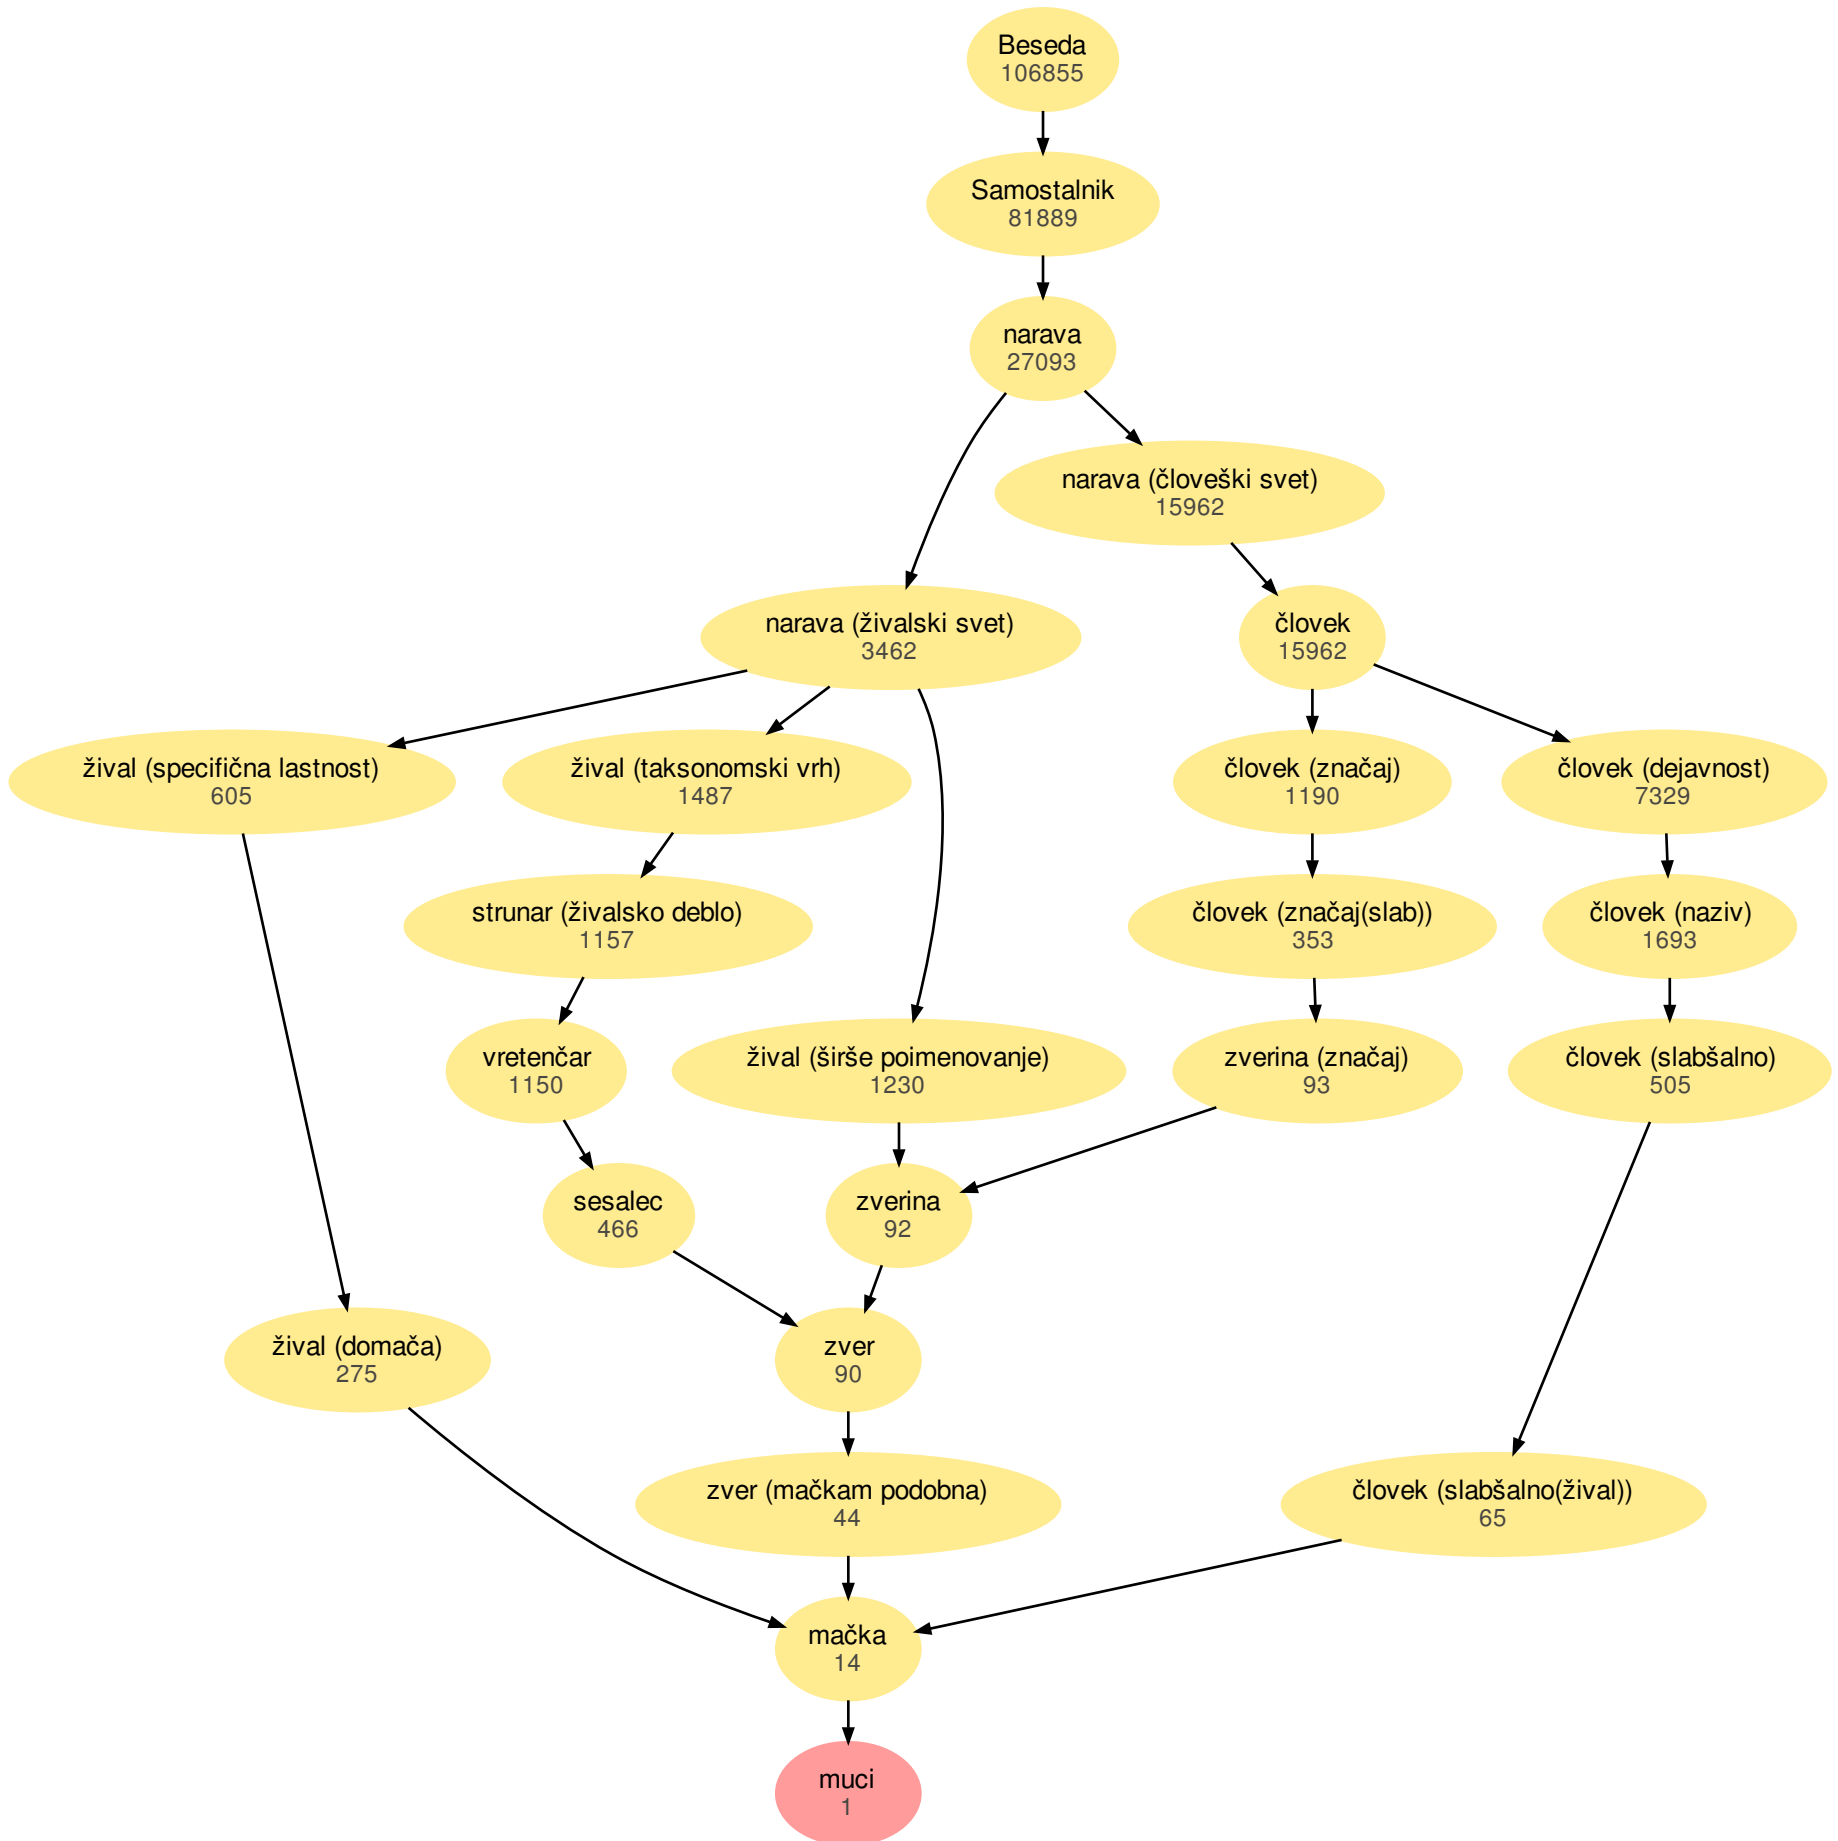 Beseda
106855
Samostalnik
81889
narava
27093
narava (človeški svet)
15962
narava (živalski svet)
3462
človek
15962
žival (specifična lastnost)
605
žival (taksonomski vrh)
1487
človek (značaj)
1190
človek (dejavnost)
7329
strunar (živalsko deblo)
1157
človek (značaj(slab))
353
človek (naziv)
1693
vretenčar
1150
žival (širše poimenovanje)
1230
zverina (značaj)
93
človek (slabšalno)
505
sesalec
466
zverina
92
žival (domača)
275
zver
90
zver (mačkam podobna)
44
človek (slabšalno(žival))
65
mačka
14
muci
1